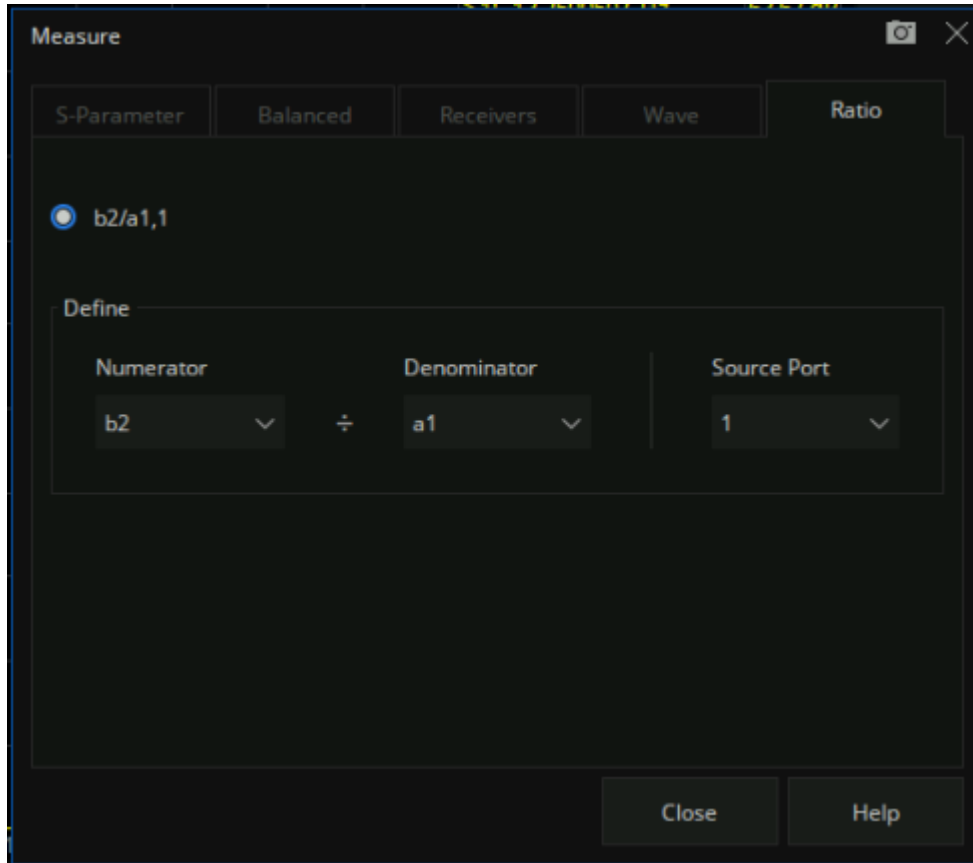 Measure
S-Parameter Balanced Receivers Wave Ratio
b2/a1,1
Define
Numerator Denominator Source Port
b2 ÷ a1 1
Close Help